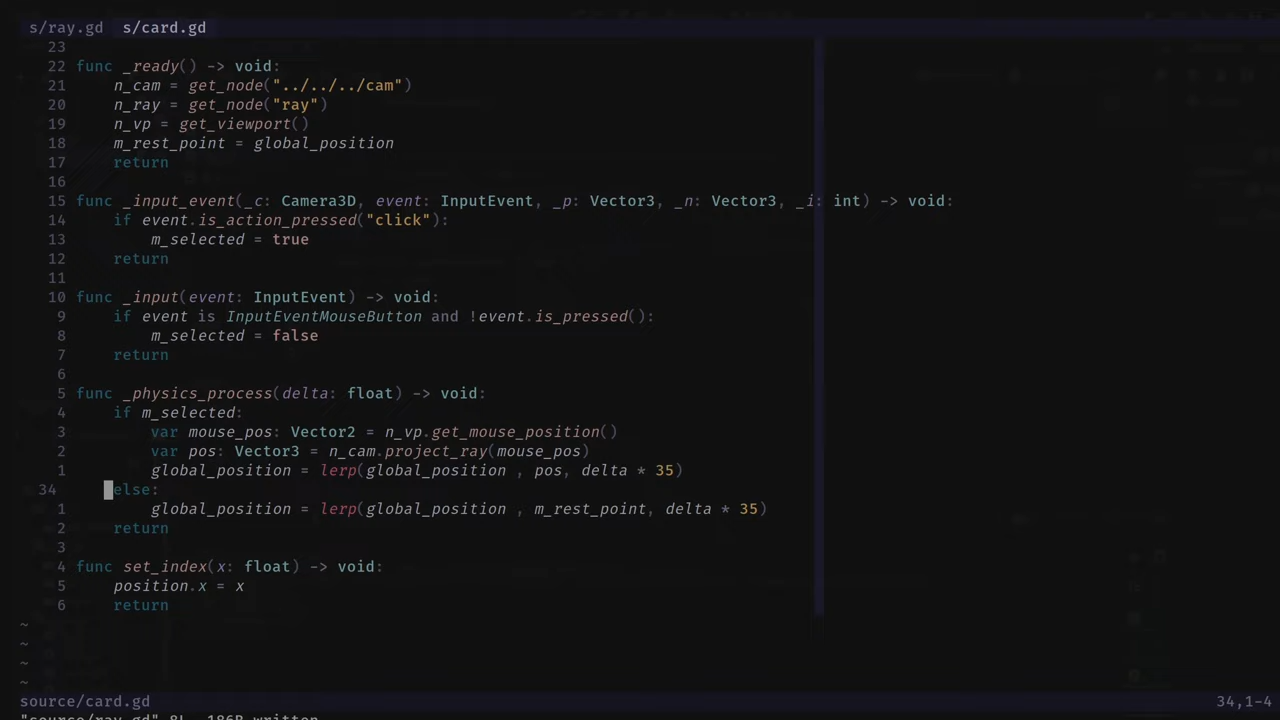 s/ray.gd s/card.gd
23
22 func _ready() -> void:
21     n_cam = get_node("../../../cam")
20     n_ray = get_node("ray")
19     n_vp = get_viewport()
18     m_rest_point = global_position
17     return
16
15 func _input_event(_c: Camera3D, event: InputEvent, _p: Vector3, _n: Vector3, _i: int) -> void:
14     if event.is_action_pressed("click"):
13         m_selected = true
12     return
11
10 func _input(event: InputEvent) -> void:
9     if event is InputEventMouseButton and !event.is_pressed():
8         m_selected = false
7     return
6
5 func _physics_process(delta: float) -> void:
4     if m_selected:
3         var mouse_pos: Vector2 = n_vp.get_mouse_position()
2         var pos: Vector3 = n_cam.project_ray(mouse_pos)
1         global_position = lerp(global_position , pos, delta * 35)
34     else:
1         global_position = lerp(global_position , m_rest_point, delta * 35)
2     return
3
4 func set_index(x: float) -> void:
5     position.x = x
6     return
~
~
~
~
source/card.gd 34,1-4
"source/ray.gd" 8L, 186B written